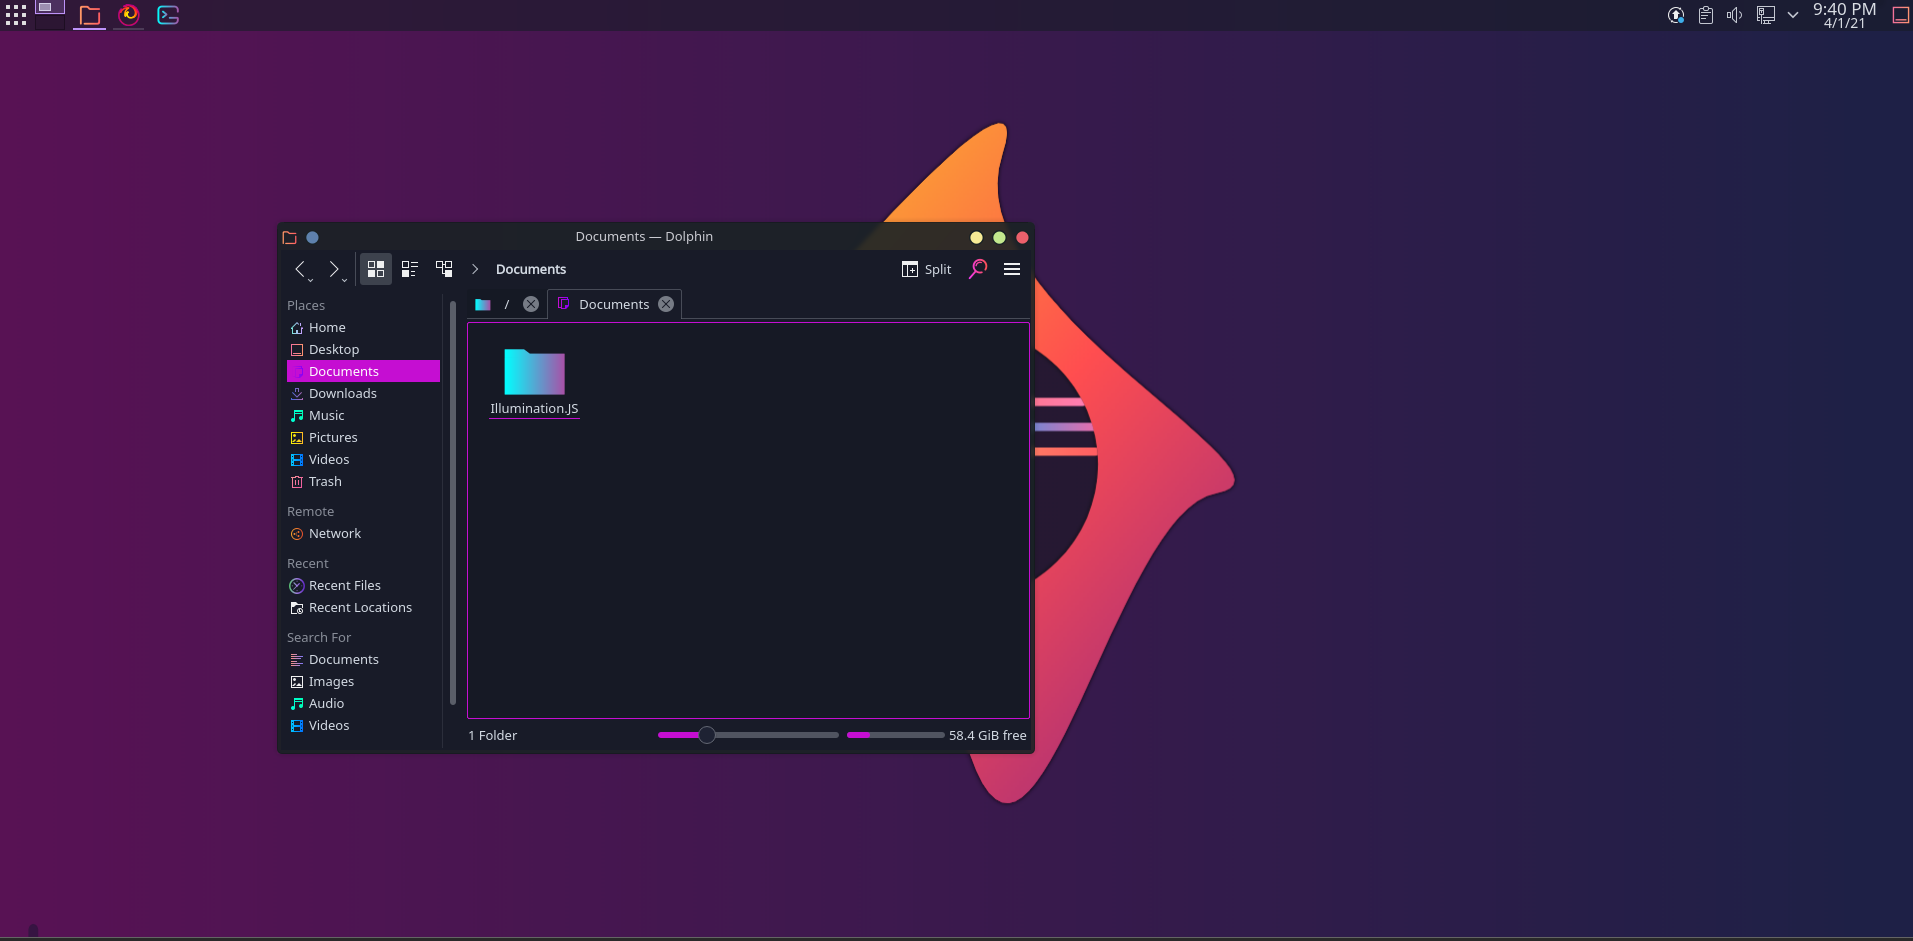 9:40 PM
4/1/21
Documents — Dolphin
Documents
Split
/
Documents
Places
Home
Desktop
Documents
Downloads
Music
Pictures
Videos
Trash
Remote
Network
Recent
Recent Files
Recent Locations
Search For
Documents
Images
Audio
Videos
Illumination.JS
1 Folder
58.4 GiB free